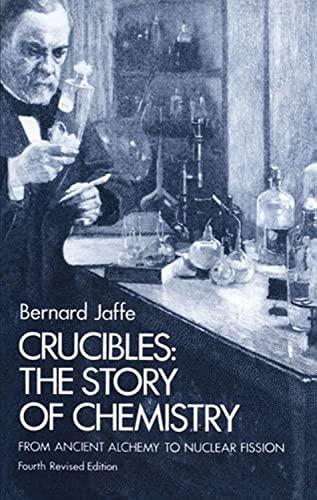 Bernard Jaffe
CRUCIBLES:
THE STORY
OF CHEMISTRY
FROM ANCIENT ALCHEMY TO NUCLEAR FISSION
Fourth Revised Edition